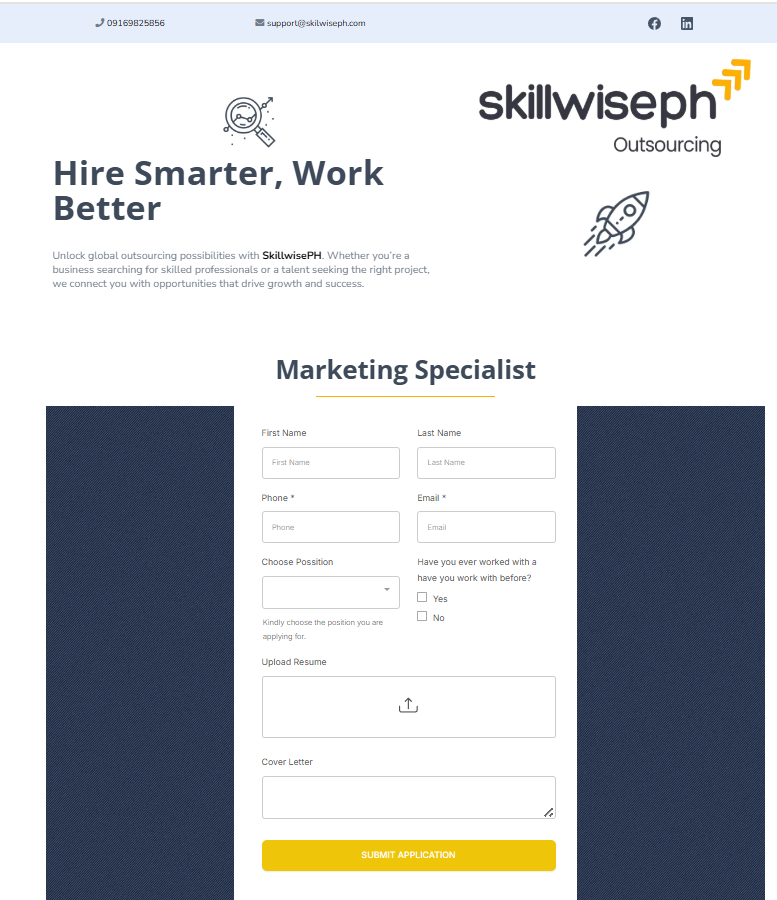 09169825856
support@skilwiseph.com
skillwiseph
Outsourcing
Hire Smarter, Work
Better
Unlock global outsourcing possibilities with SkillwisePH. Whether you're a
business searching for skilled professionals or a talent seeking the right project,
we connect you with opportunities that drive growth and success.
Marketing Specialist
First Name
Last Name
First Name
Last Name
Phone *
Email *
Phone
Email
Choose Possition
Have you ever worked with a
have you work with before?
Yes
No
Kindly choose the position you are
applying for.
Upload Resume
Cover Letter
SUBMIT APPLICATION